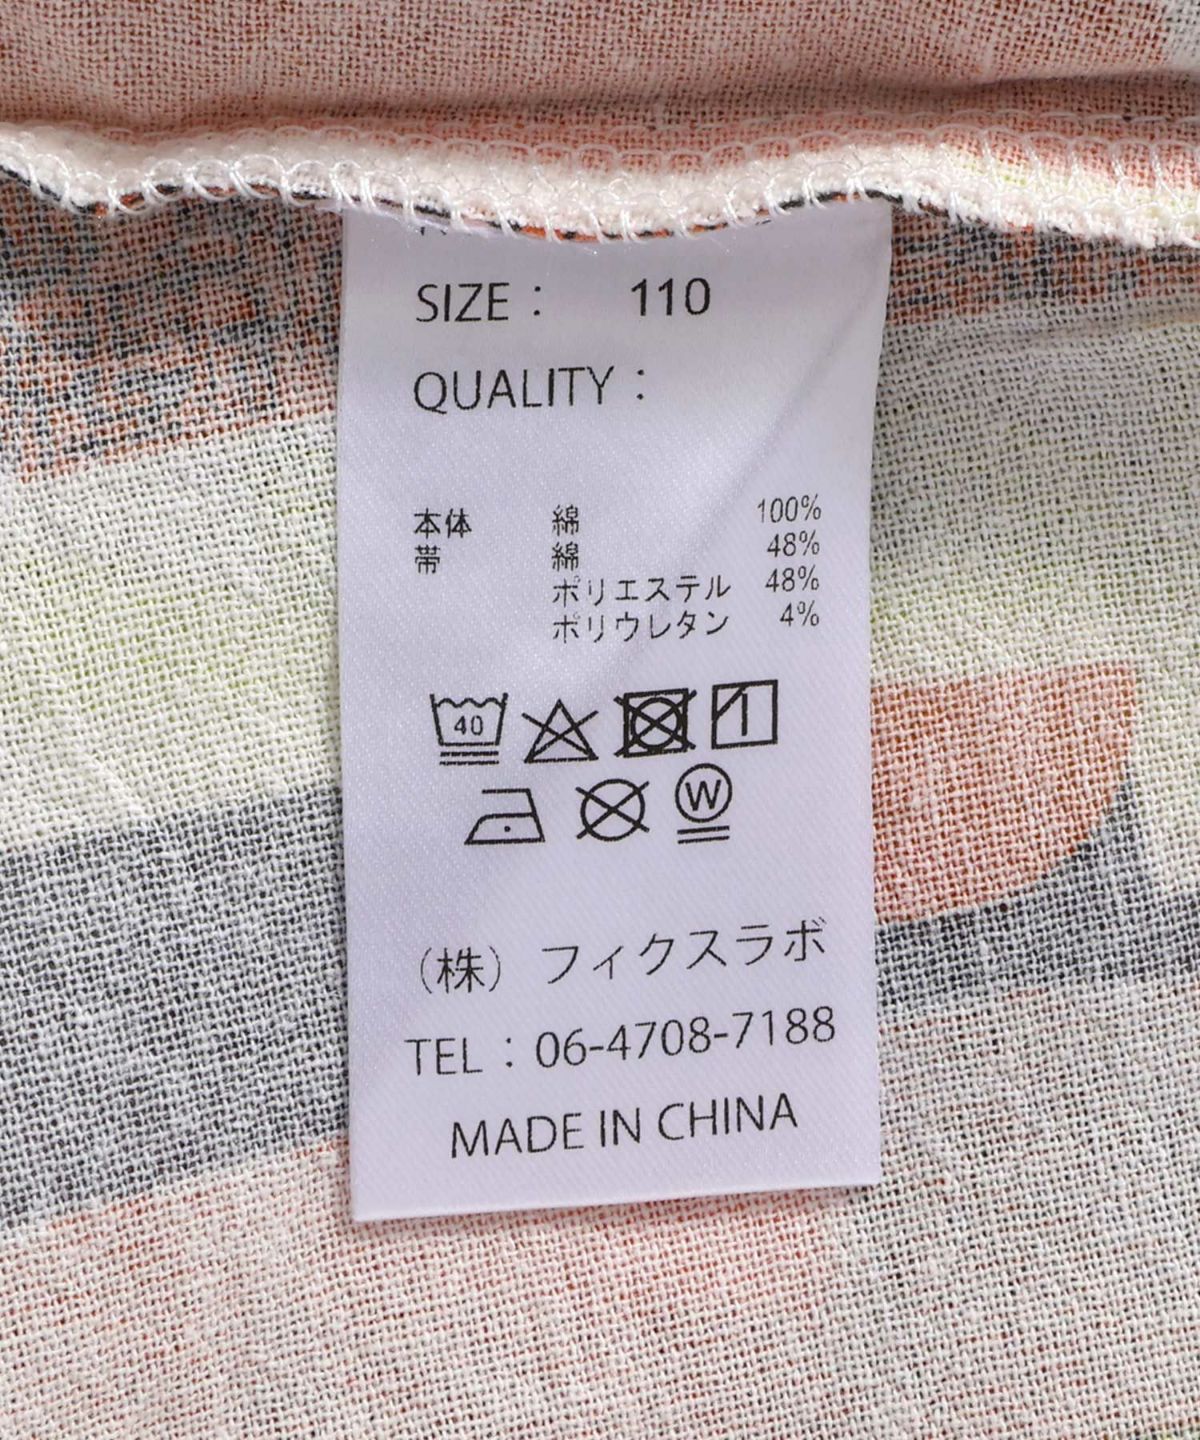 SIZE： 110
QUALITY：
本体 綿 100%
帯 綿 48%
ポリエステル 48%
ポリウレタン 4%
40
W
（株）フィクスラボ
TEL：06-4708-7188
MADE IN CHINA